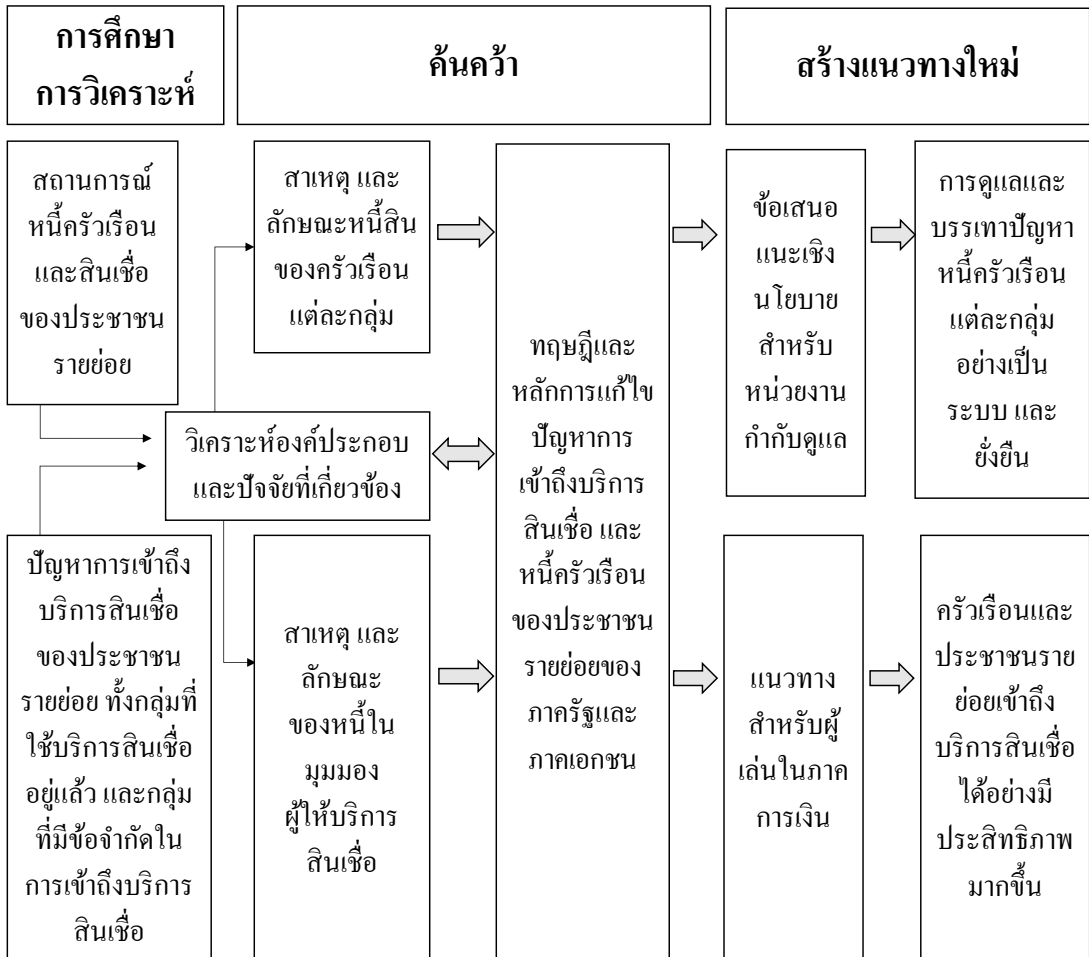 การศึกษา
การวิเคราะห์
ค้นคว้า
สร้างแนวทางใหม่
สถานการณ์
หนี้ครัวเรือน
และสินเชื่อ
ของประชาชน
รายย่อย
สาเหตุ และ
ลักษณะหนี้สิน
ของครัวเรือน
แต่ละกลุ่ม
วิเคราะห์องค์ประกอบ
และปัจจัยที่เกี่ยวข้อง
ปัญหาการเข้าถึง
บริการสินเชื่อ
ของประชาชน
รายย่อย ทั้งกลุ่มที่
ใช้บริการสินเชื่อ
อยู่แล้ว และกลุ่ม
ที่มีข้อจำกัดใน
การเข้าถึงบริการ
สินเชื่อ
สาเหตุ และ
ลักษณะ
ของหนี้ใน
มุมมอง
ผู้ให้บริการ
สินเชื่อ
ทฤษฎีและ
หลักการแก้ไข
ปัญหาการ
เข้าถึงบริการ
สินเชื่อ และ
หนี้ครัวเรือน
ของประชาชน
รายย่อยของ
ภาครัฐและ
ภาคเอกชน
ข้อเสนอ
แนะเชิง
นโยบาย
สำหรับ
หน่วยงาน
กำกับดูแล
การดูแลและ
บรรเทาปัญหา
หนี้ครัวเรือน
แต่ละกลุ่ม
อย่างเป็น
ระบบ และ
ยั่งยืน
แนวทาง
สำหรับผู้
เล่นในภาค
การเงิน
ครัวเรือนและ
ประชาชนราย
ย่อยเข้าถึง
บริการสินเชื่อ
ได้อย่างมี
ประสิทธิภาพ
มากขึ้น